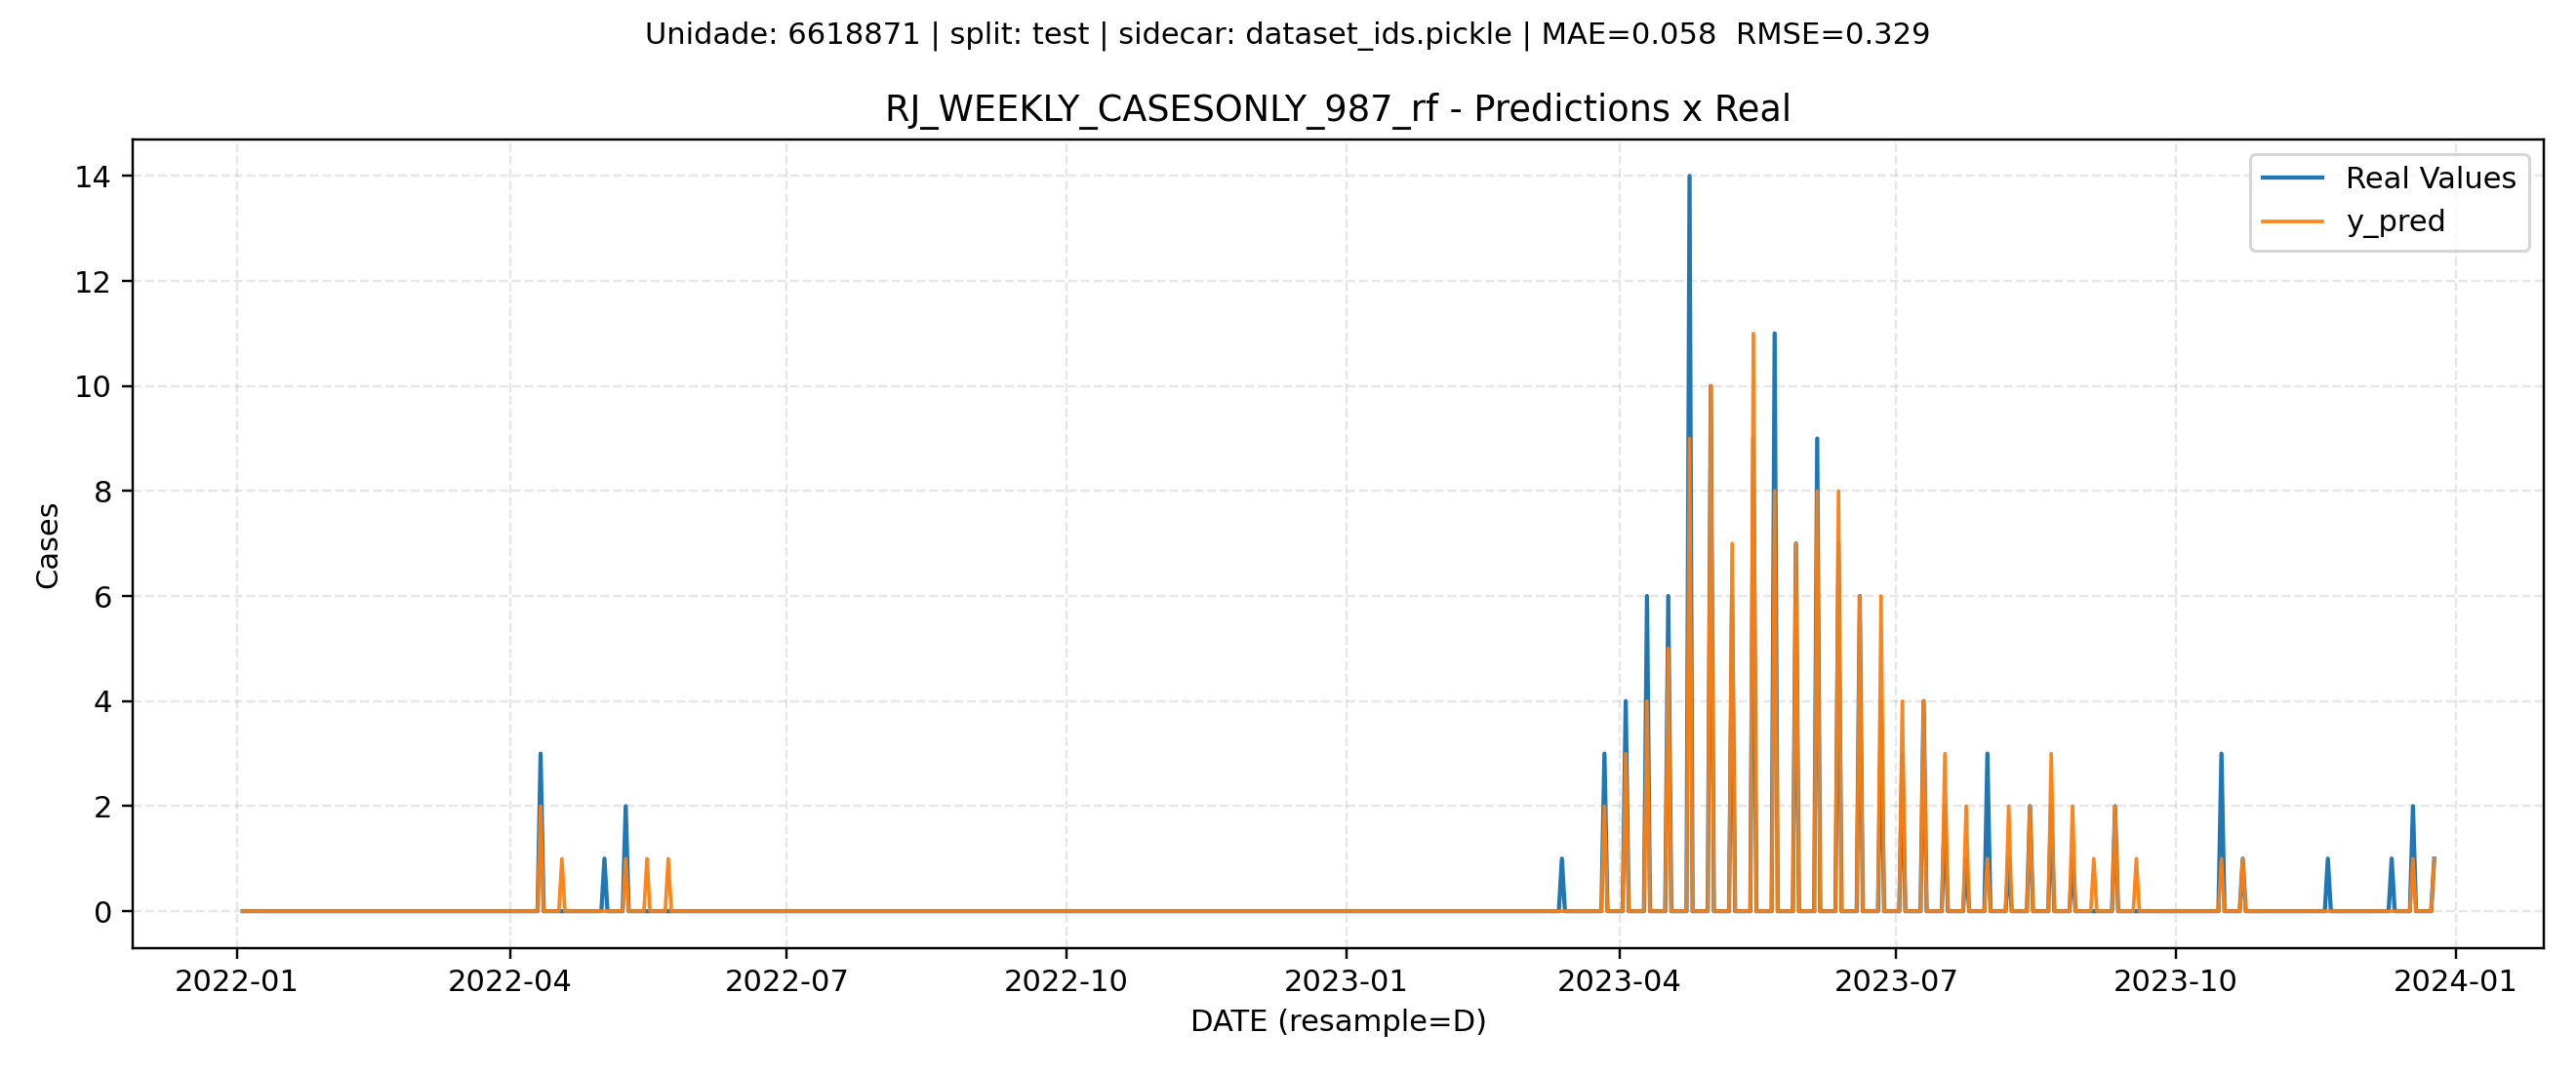 Unidade: 6618871 | split: test | sidecar: dataset_ids.pickle | MAE=0.058  RMSE=0.329
RJ_WEEKLY_CASESONLY_987_rf - Predictions x Real
Real Values
y_pred
14
12
10
8
6
4
2
0
Cases
2022-01
2022-04
2022-07
2022-10
2023-01
2023-04
2023-07
2023-10
2024-01
DATE (resample=D)